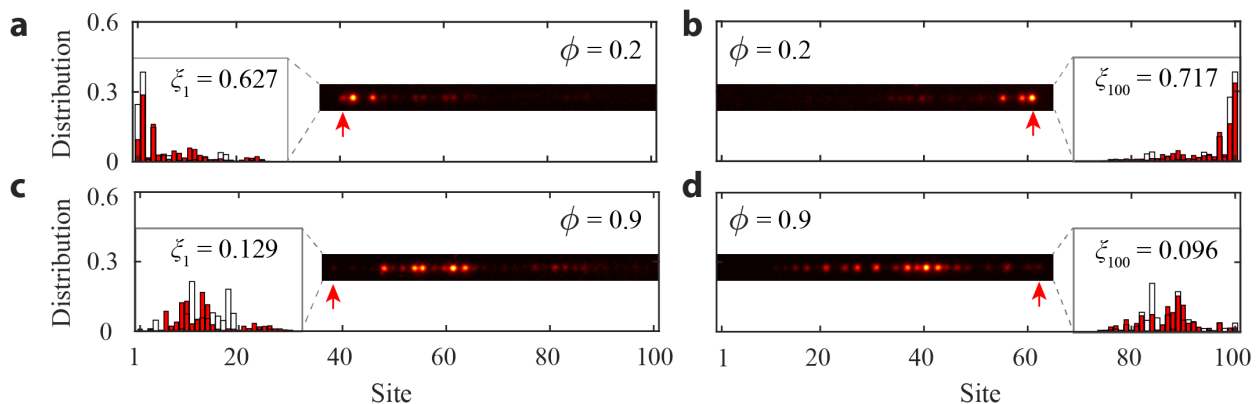 a
b
0.6
ϕ = 0.2
ϕ = 0.2
ξ1 = 0.627
ξ100 = 0.717
0.3
Distribution
0
c
d
0.6
ϕ = 0.9
ϕ = 0.9
ξ1 = 0.129
ξ100 = 0.096
0.3
Distribution
0
1 20 40 60 80 100
1 20 40 60 80 100
Site
Site